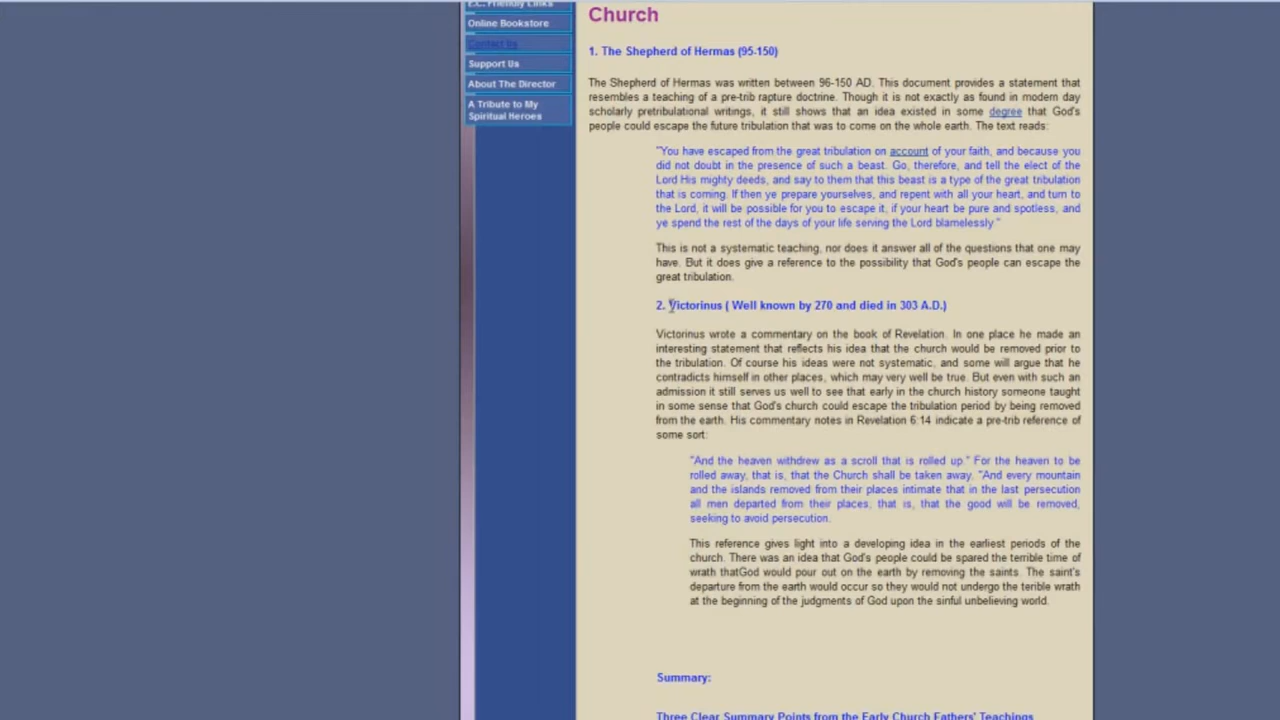 E.C. Friendly Links
Online Bookstore
Contact Us
Support Us
About The Director
A Tribute to My
Spiritual Heroes
Church
1. The Shepherd of Hermas (95-150)
The Shepherd of Hermas was written between 96-150 AD. This document provides a statement that
resembles a teaching of a pre-trib rapture doctrine. Though it is not exactly as found in modern day
scholarly pretribulational writings, it still shows that an idea existed in some degree that God's
people could escape the future tribulation that was to come on the whole earth. The text reads:
"You have escaped from the great tribulation on account of your faith, and because you
did not doubt in the presence of such a beast. Go, therefore, and tell the elect of the
Lord His mighty deeds, and say to them that this beast is a type of the great tribulation
that is coming. If then ye prepare yourselves, and repent with all your heart, and turn to
the Lord, it will be possible for you to escape it, if your heart be pure and spotless, and
ye spend the rest of the days of your life serving the Lord blamelessly."
This is not a systematic teaching, nor does it answer all of the questions that one may
have. But it does give a reference to the possibility that God's people can escape the
great tribulation.
2. Victorinus ( Well known by 270 and died in 303 A.D.)
Victorinus wrote a commentary on the book of Revelation. In one place he made an
interesting statement that reflects his idea that the church would be removed prior to
the tribulation. Of course his ideas were not systematic, and some will argue that he
contradicts himself in other places, which may very well be true. But even with such an
admission it still serves us well to see that early in the church history someone taught
in some sense that God's church could escape the tribulation period by being removed
from the earth. His commentary notes in Revelation 6:14 indicate a pre-trib reference of
some sort:
"And the heaven withdrew as a scroll that is rolled up." For the heaven to be
rolled away, that is, that the Church shall be taken away. "And every mountain
and the islands removed from their places intimate that in the last persecution
all men departed from their places; that is, that the good will be removed,
seeking to avoid persecution.
This reference gives light into a developing idea in the earliest periods of the
church. There was an idea that God's people could be spared the terrible time of
wrath thatGod would pour out on the earth by removing the saints. The saint's
departure from the earth would occur so they would not undergo the terible wrath
at the beginning of the judgments of God upon the sinful unbelieving world.
Summary:
Three Clear Summary Points from the Early Church Fathers' Teachings